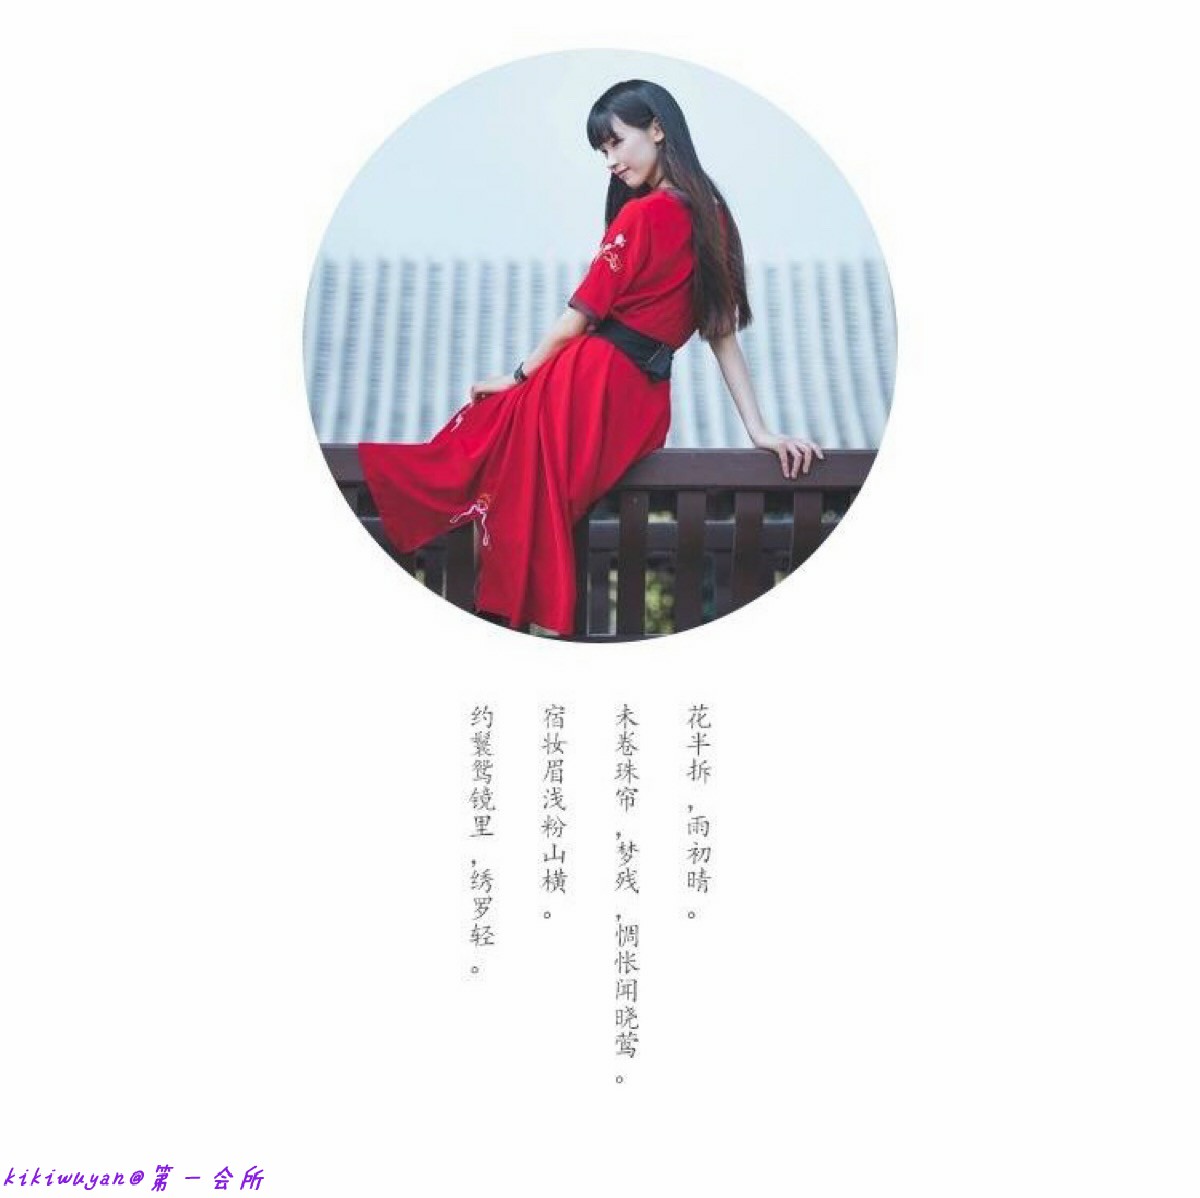 花半拆，雨初晴。
未卷珠帘，梦残，惆怅闻晓莺。
宿妆眉浅粉山横。
约鬟鸳镜里，绣罗轻。
kikiwuyan@第一会所